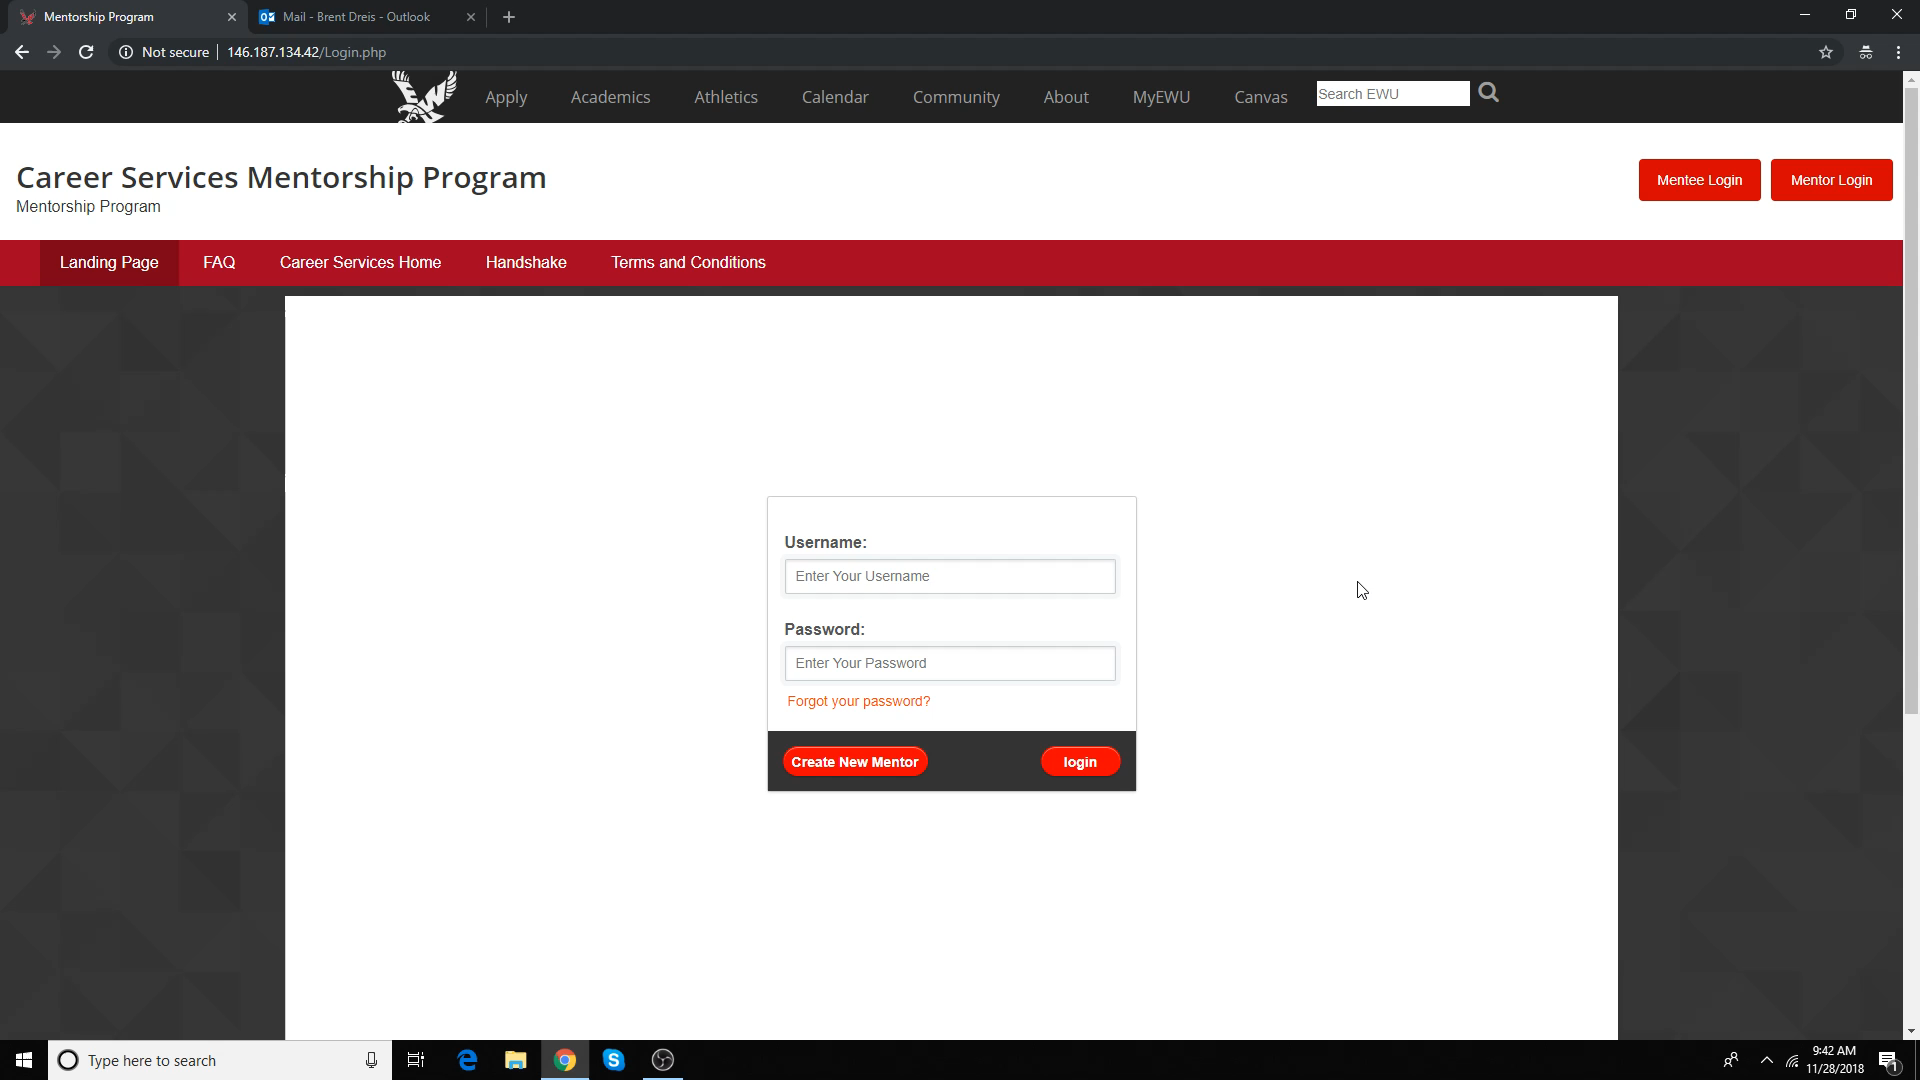 Mentorship Program
Mail - Brent Dreis - Outlook
Not secure
146.187.134.42/Login.php
Apply
Academics
Athletics
Calendar
Community
About
MyEWU
Canvas
Search EWU
Career Services Mentorship Program
Mentorship Program
Mentee Login
Mentor Login
Landing Page
FAQ
Career Services Home
Handshake
Terms and Conditions
Username:
Enter Your Username
Password:
Enter Your Password
Forgot your password?
Create New Mentor
login
Type here to search
9:42 AM
11/28/2018
1